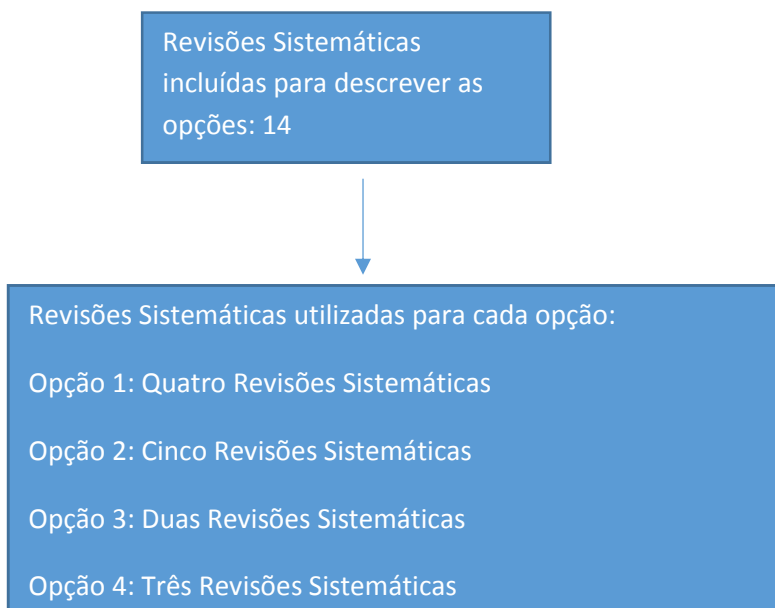 Revisões Sistemáticas
incluídas para descrever as
opções: 14
Revisões Sistemáticas utilizadas para cada opção:
Opção 1: Quatro Revisões Sistemáticas
Opção 2: Cinco Revisões Sistemáticas
Opção 3: Duas Revisões Sistemáticas
Opção 4: Três Revisões Sistemáticas